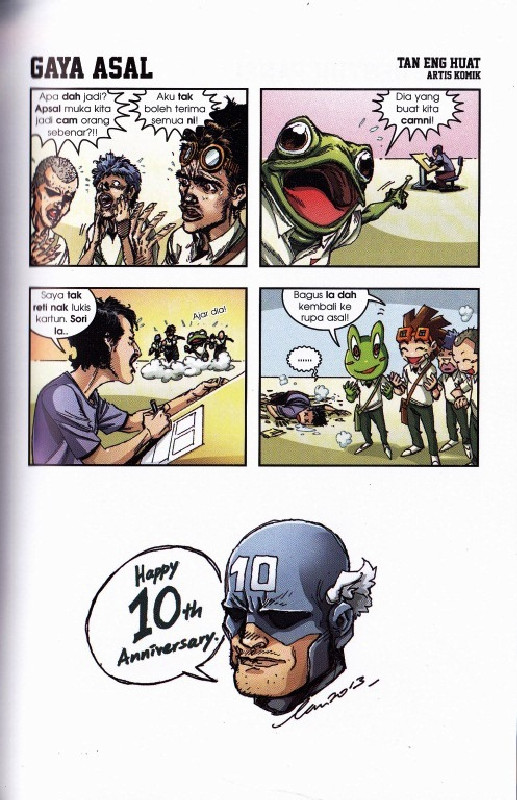 GAYA ASAL
TAN ENG HUAT
ARTIS KOMIK
Apa dah jadi?
Apsal muka kita
jadi cam orang
sebenar?!!
Aku tak
boleh terima
semua ni!
Dia yang
buat kita
camni!
Saya tak
reti nak lukis
kartun. Sori
la..
Ajar dia!
Bagus la dah
kembali ke
rupa asal!
......
Happy
10th
Anniversary.
10
2013